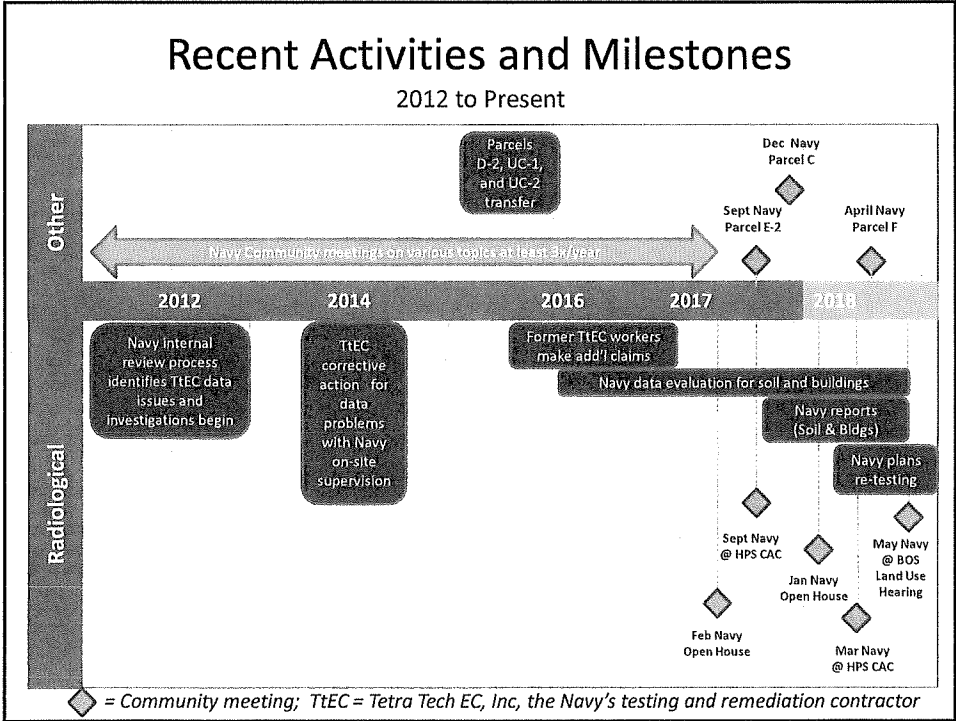 Recent Activities and Milestones
2012 to Present
Other
Parcels
D-2, UC-1,
and UC-2
transfer
Dec Navy
Parcel C
Sept Navy
Parcel E-2
April Navy
Parcel F
Navy Community meetings on various topics at least 3x/year
2012
2014
2016
2017
2018
Radiological
Navy internal
review process
identifies TtEC data
issues and
investigations begin
TtEC
corrective
action for
data
problems
with Navy
on-site
supervision
Former TtEC workers
make add'l claims
Navy data evaluation for soil and buildings
Navy reports
(Soil & Bldgs)
Navy plans
re-testing
Sept Navy
@ HPS CAC
May Navy
@ BOS
Land Use
Hearing
Jan Navy
Open House
Feb Navy
Open House
Mar Navy
@ HPS CAC
= Community meeting; TtEC = Tetra Tech EC, Inc, the Navy's testing and remediation contractor